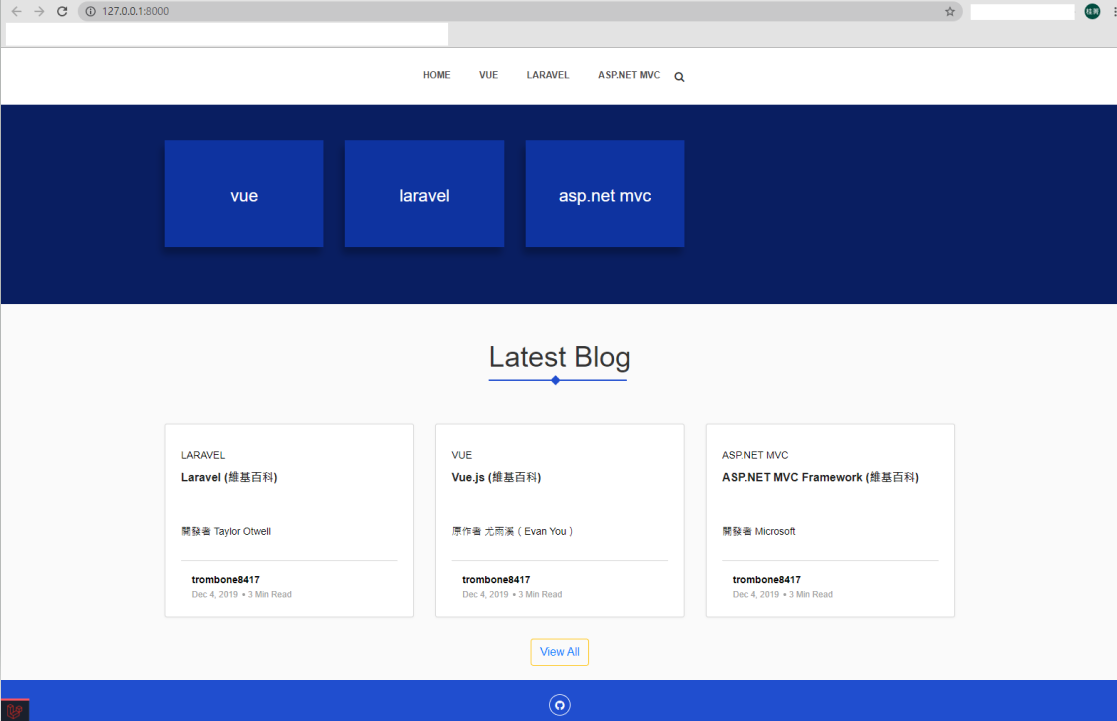 127.0.0.1:8000
HOME VUE LARAVEL ASP.NET MVC
vue laravel asp.net mvc
Latest Blog
LARAVEL
Laravel (維基百科)
開發者 Taylor Otwell
trombone8417
Dec 4, 2019 • 3 Min Read
VUE
Vue.js (維基百科)
原作者 尤雨溪（Evan You）
trombone8417
Dec 4, 2019 • 3 Min Read
ASP.NET MVC
ASP.NET MVC Framework (維基百科)
開發者 Microsoft
trombone8417
Dec 4, 2019 • 3 Min Read
View All